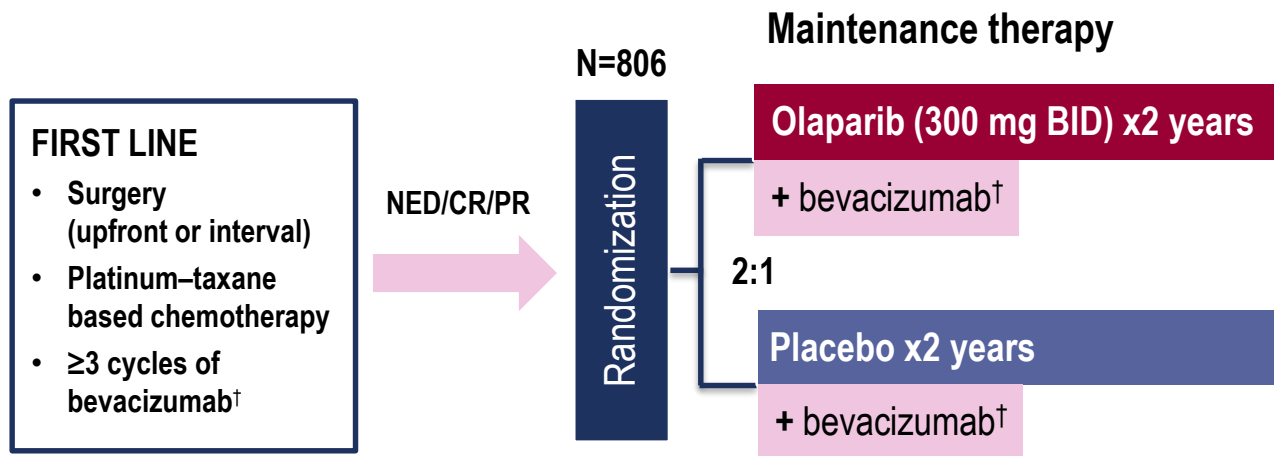 Maintenance therapy
N=806
FIRST LINE
• Surgery
(upfront or interval)
• Platinum–taxane
based chemotherapy
• ≥3 cycles of
bevacizumab†
NED/CR/PR
Randomization
2:1
Olaparib (300 mg BID) x2 years
+ bevacizumab†
Placebo x2 years
+ bevacizumab†